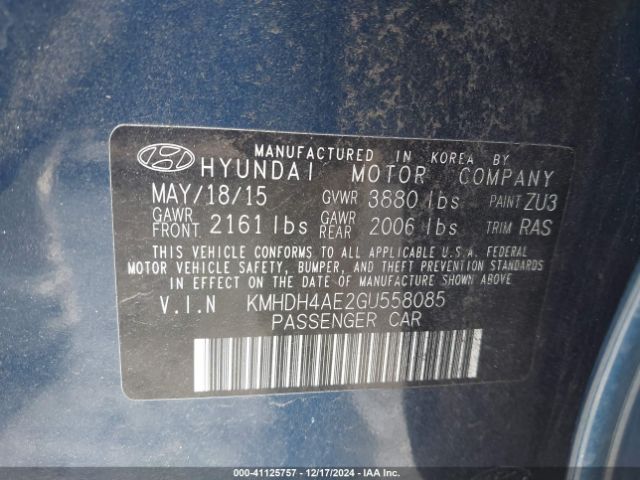 MANUFACTURED IN KOREA BY
HYUNDAI MOTOR COMPANY
MAY/18/15 GVWR 3880 lbs PAINT ZU3
GAWR FRONT 2161 lbs GAWR REAR 2006 lbs TRIM RAS
THIS VEHICLE CONFORMS TO ALL APPLICABLE U.S.A. FEDERAL
MOTOR VEHICLE SAFETY, BUMPER, AND THEFT PREVENTION STANDARDS
IN EFFECT ON THE DATE OF MANUFACTURE SHOWN ABOVE
V.I.N KMHDH4AE2GU558085
PASSENGER CAR
000-41125757 - 12/17/2024 - IAA Inc.